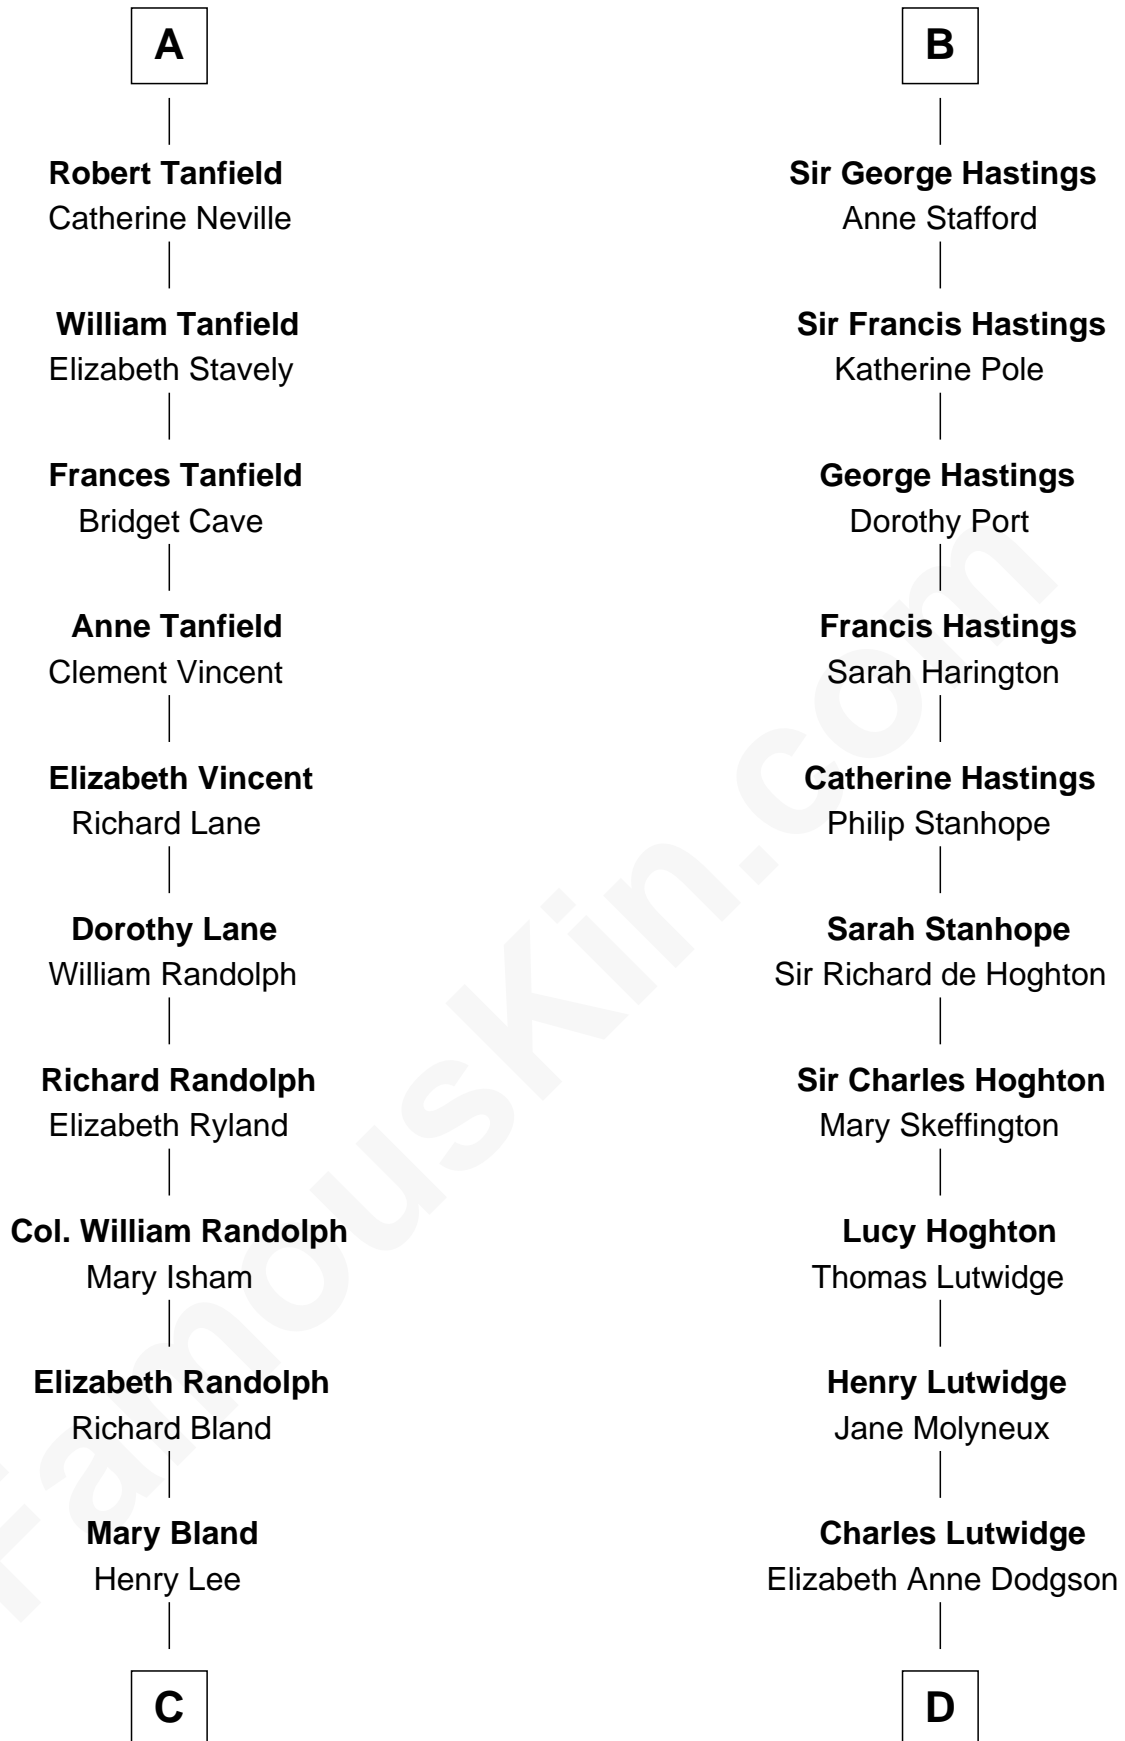 A
Robert Tanfield
Catherine Neville
William Tanfield
Elizabeth Stavely
Frances Tanfield
Bridget Cave
Anne Tanfield
Clement Vincent
Elizabeth Vincent
Richard Lane
Dorothy Lane
William Randolph
Richard Randolph
Elizabeth Ryland
Col. William Randolph
Mary Isham
Elizabeth Randolph
Richard Bland
Mary Bland
Henry Lee
C
B
Sir George Hastings
Anne Stafford
Sir Francis Hastings
Katherine Pole
George Hastings
Dorothy Port
Francis Hastings
Sarah Harington
Catherine Hastings
Philip Stanhope
Sarah Stanhope
Sir Richard de Hoghton
Sir Charles Hoghton
Mary Skeffington
Lucy Hoghton
Thomas Lutwidge
Henry Lutwidge
Jane Molyneux
Charles Lutwidge
Elizabeth Anne Dodgson
D
FamousKin.com